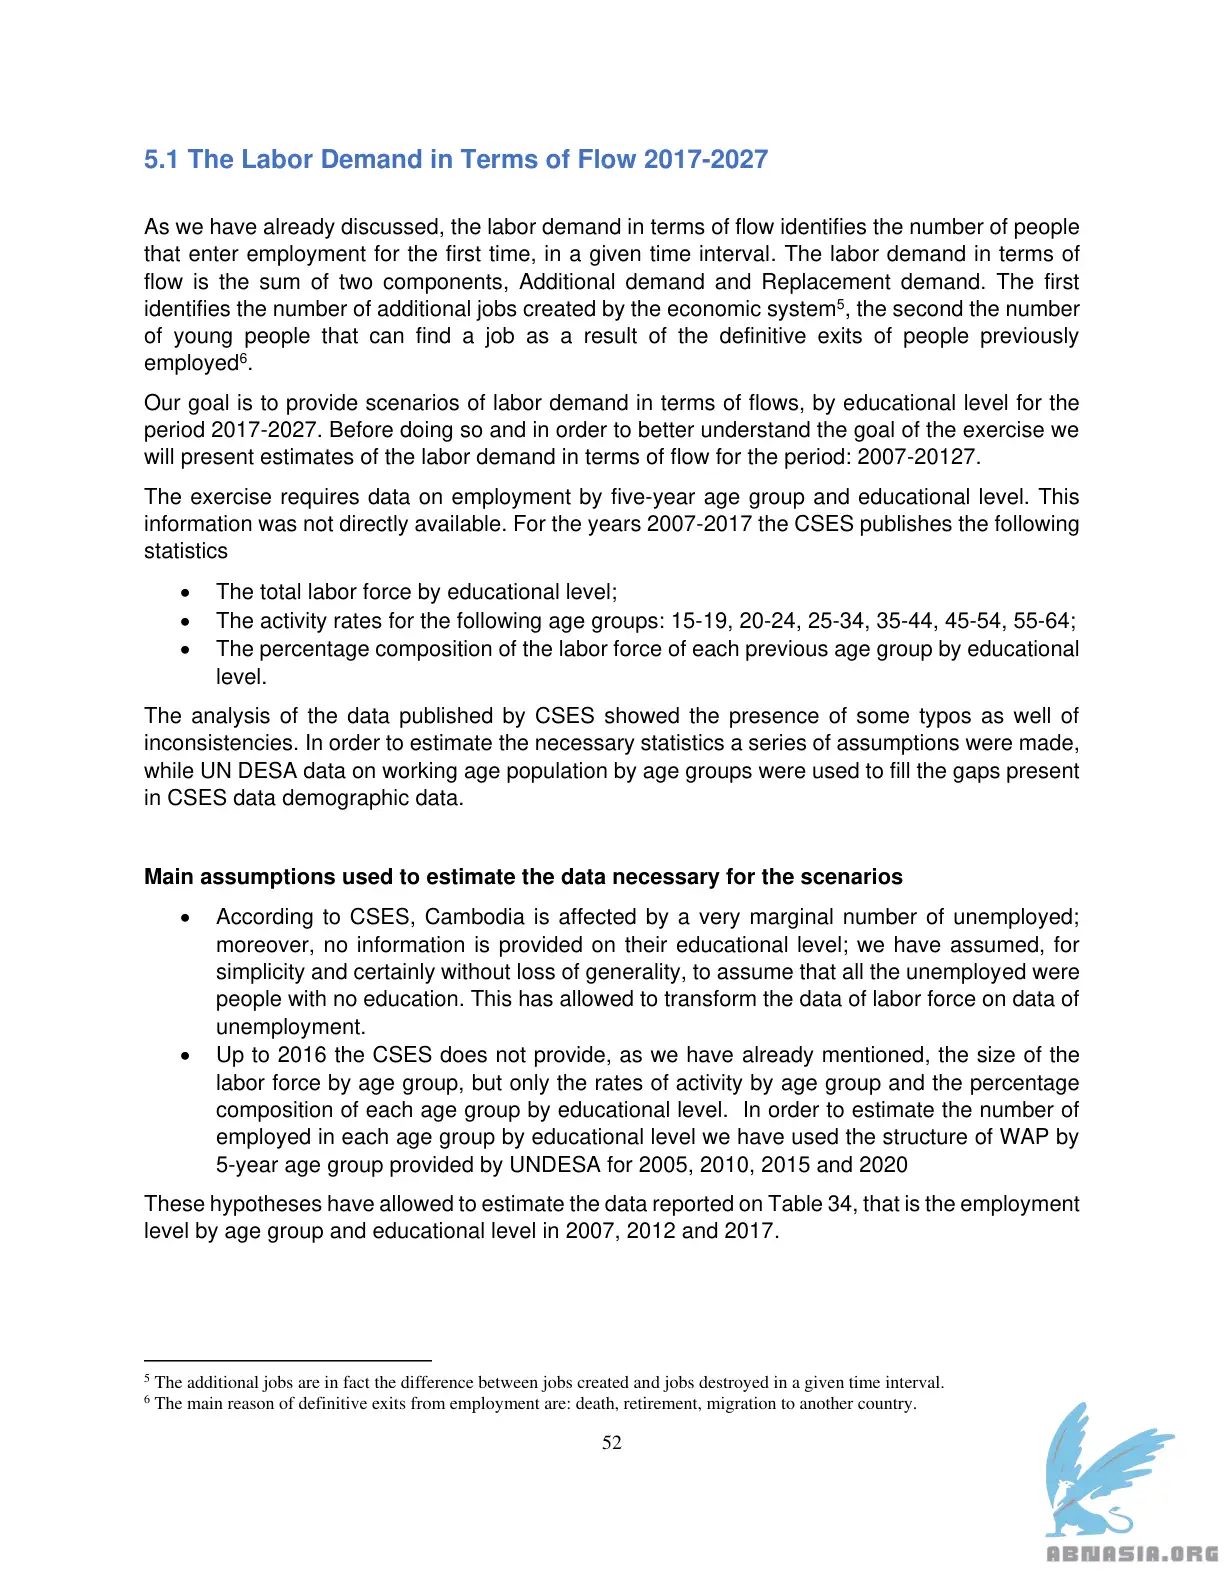 5.1 The Labor Demand in Terms of Flow 2017-2027
As we have already discussed, the labor demand in terms of flow identifies the number of people
that enter employment for the first time, in a given time interval. The labor demand in terms of
flow is the sum of two components, Additional demand and Replacement demand. The first
identifies the number of additional jobs created by the economic system⁵, the second the number
of young people that can find a job as a result of the definitive exits of people previously
employed⁶.
Our goal is to provide scenarios of labor demand in terms of flows, by educational level for the
period 2017-2027. Before doing so and in order to better understand the goal of the exercise we
will present estimates of the labor demand in terms of flow for the period: 2007-20127.
The exercise requires data on employment by five-year age group and educational level. This
information was not directly available. For the years 2007-2017 the CSES publishes the following
statistics
• The total labor force by educational level;
• The activity rates for the following age groups: 15-19, 20-24, 25-34, 35-44, 45-54, 55-64;
• The percentage composition of the labor force of each previous age group by educational
level.
The analysis of the data published by CSES showed the presence of some typos as well of
inconsistencies. In order to estimate the necessary statistics a series of assumptions were made,
while UN DESA data on working age population by age groups were used to fill the gaps present
in CSES data demographic data.
Main assumptions used to estimate the data necessary for the scenarios
• According to CSES, Cambodia is affected by a very marginal number of unemployed;
moreover, no information is provided on their educational level; we have assumed, for
simplicity and certainly without loss of generality, to assume that all the unemployed were
people with no education. This has allowed to transform the data of labor force on data of
unemployment.
• Up to 2016 the CSES does not provide, as we have already mentioned, the size of the
labor force by age group, but only the rates of activity by age group and the percentage
composition of each age group by educational level.  In order to estimate the number of
employed in each age group by educational level we have used the structure of WAP by
5-year age group provided by UNDESA for 2005, 2010, 2015 and 2020
These hypotheses have allowed to estimate the data reported on Table 34, that is the employment
level by age group and educational level in 2007, 2012 and 2017.
⁵ The additional jobs are in fact the difference between jobs created and jobs destroyed in a given time interval.
⁶ The main reason of definitive exits from employment are: death, retirement, migration to another country.
52
ABNASIA.ORG